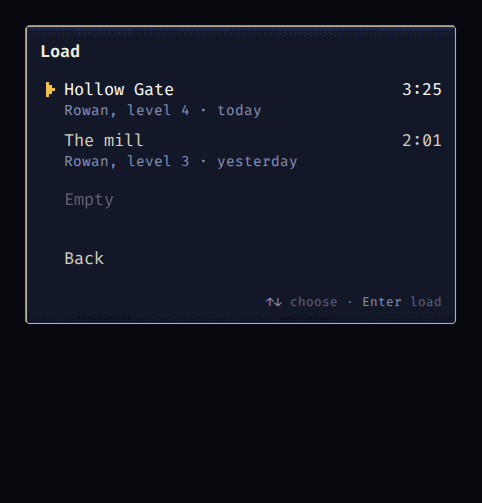 Load
Hollow Gate 3:25
Rowan, level 4 · today
The mill 2:01
Rowan, level 3 · yesterday
Empty
Back
↑↓ choose · Enter load